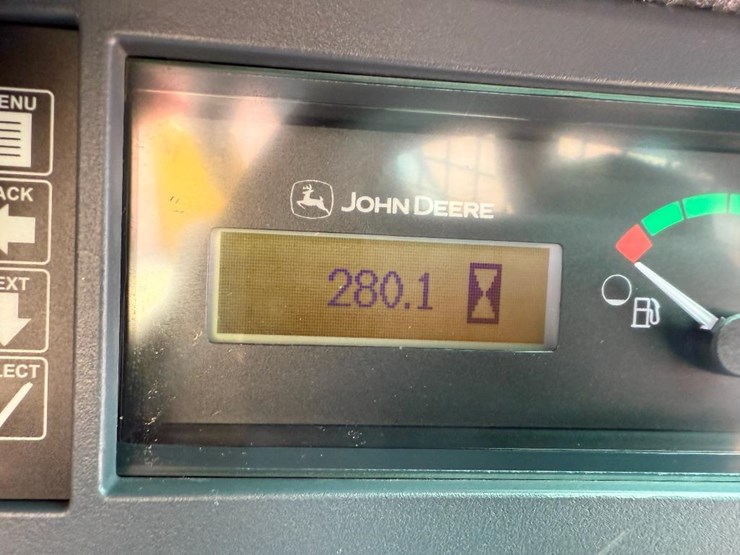 ENU
ACK
EXT
LECT
JOHN DEERE
280.1